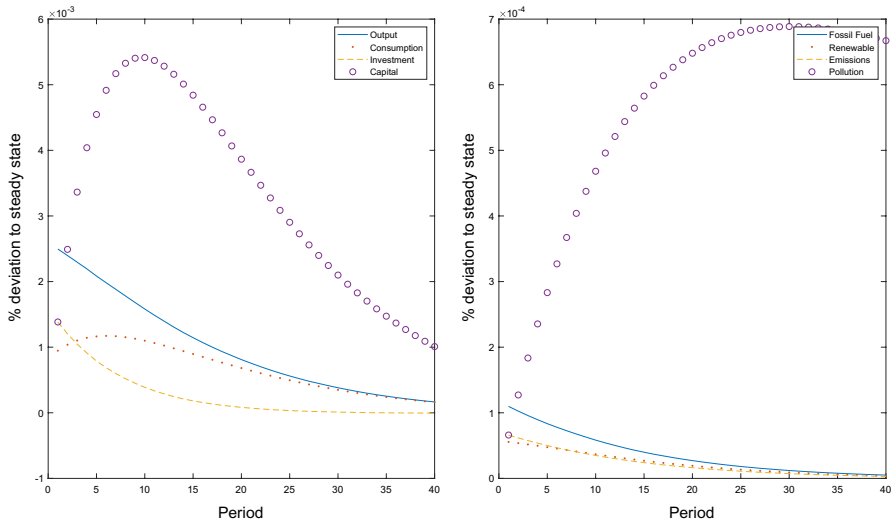 ×10⁻³
6
5
4
3
2
1
0
-1
% deviation to steady state
0 5 10 15 20 25 30 35 40
Period
Output
Consumption
Investment
Capital
×10⁻⁴
7
6
5
4
3
2
1
0
% deviation to steady state
0 5 10 15 20 25 30 35 40
Period
Fossil Fuel
Renewable
Emissions
Pollution